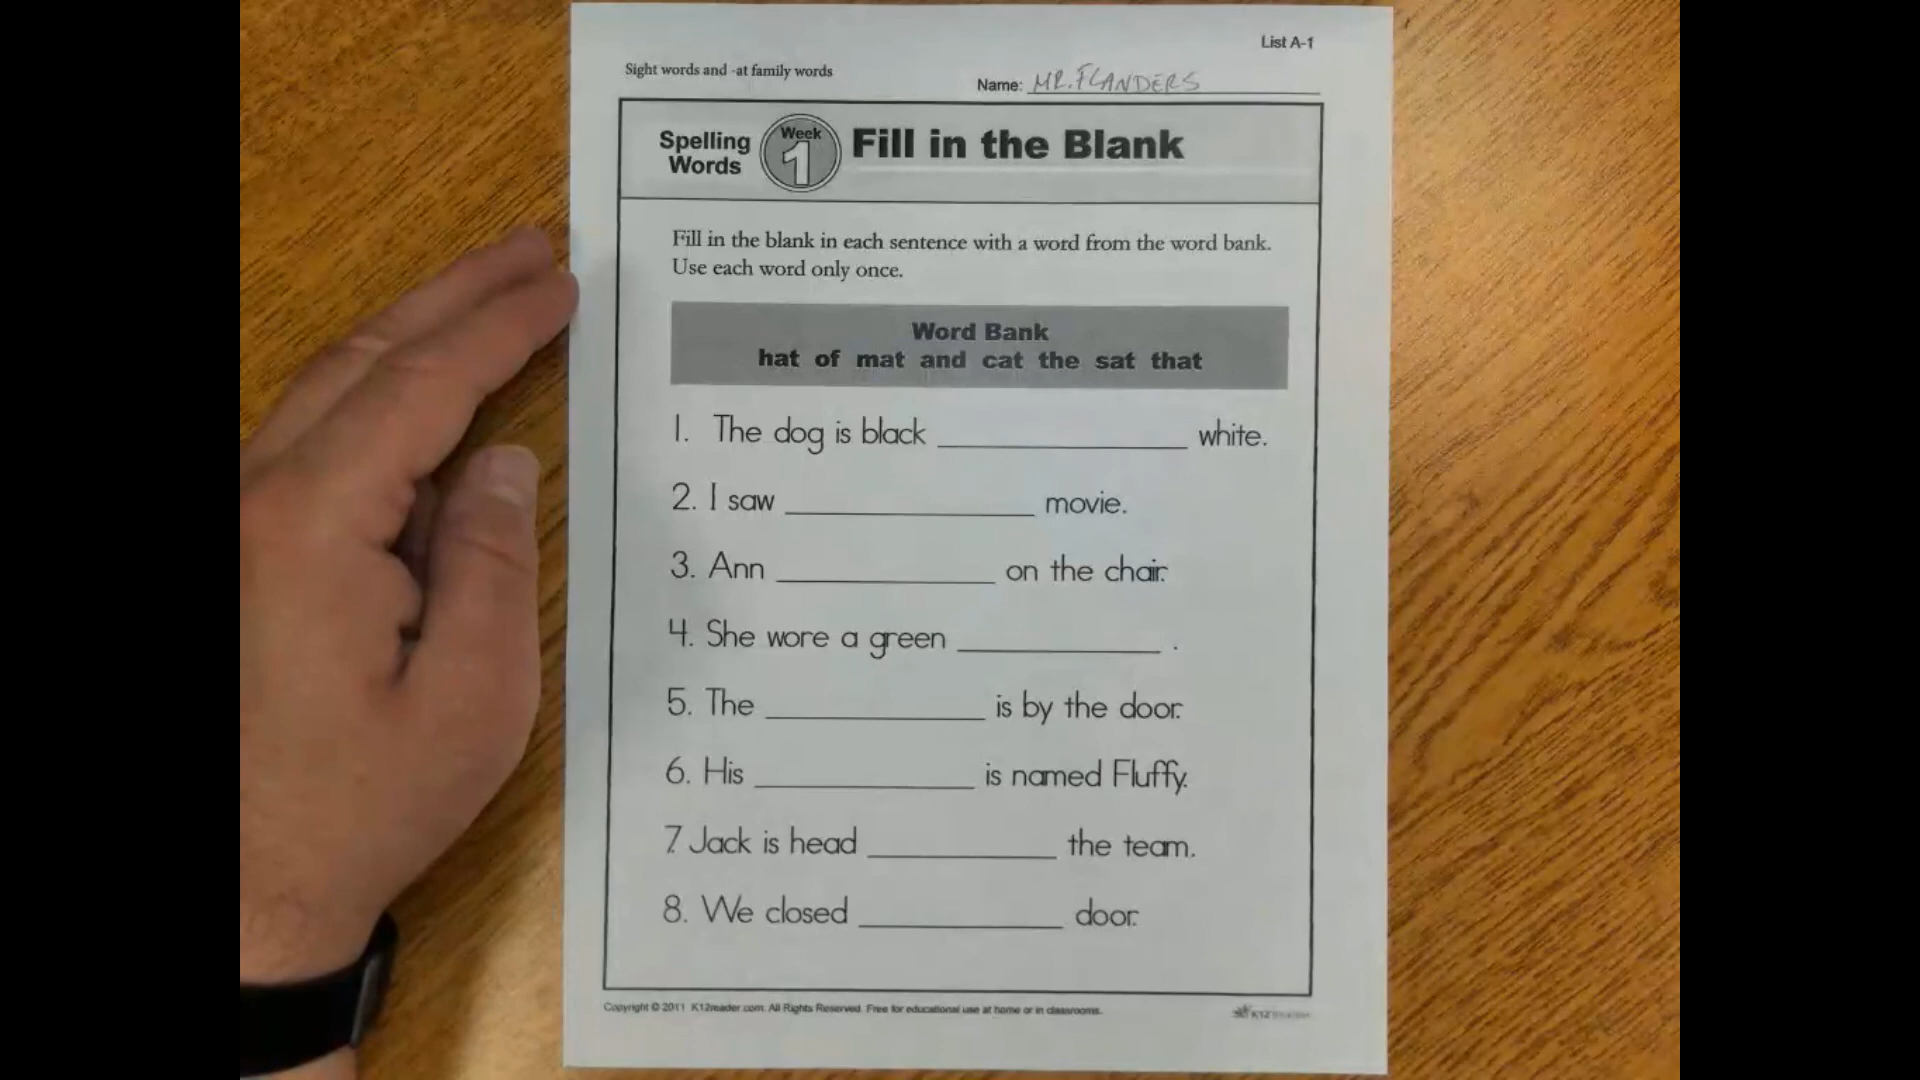 List A-1
Sight words and -at family words
Name: MR. FLANDERS
Spelling Words
Week 1
Fill in the Blank
Fill in the blank in each sentence with a word from the word bank.
Use each word only once.
Word Bank
hat of mat and cat the sat that
1. The dog is black ____________ white.
2. I saw ____________ movie.
3. Ann ____________ on the chair.
4. She wore a green ____________ .
5. The ____________ is by the door.
6. His ____________ is named Fluffy.
7. Jack is head ____________ the team.
8. We closed ____________ door.
Copyright © 2011 K12reader.com. All Rights Reserved. Free for educational use at home or in classrooms.
K12